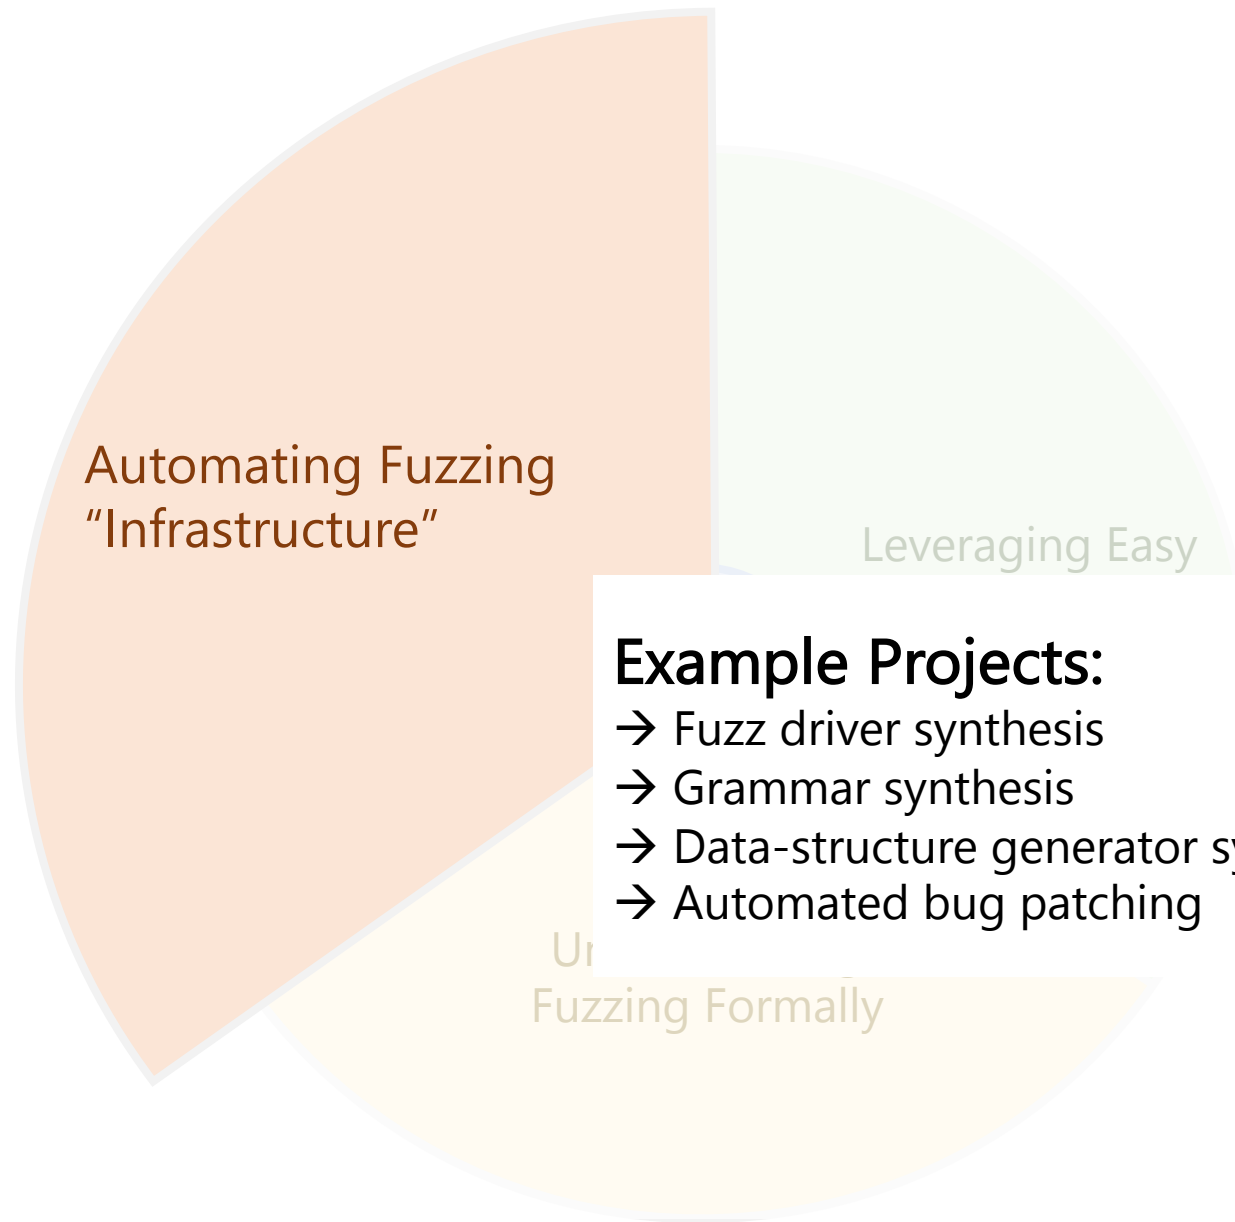 Automating Fuzzing
“Infrastructure”
Leveraging Easy
Example Projects:
→ Fuzz driver synthesis
→ Grammar synthesis
→ Data-structure generator
→ Automated bug patching
Fuzzing Formally